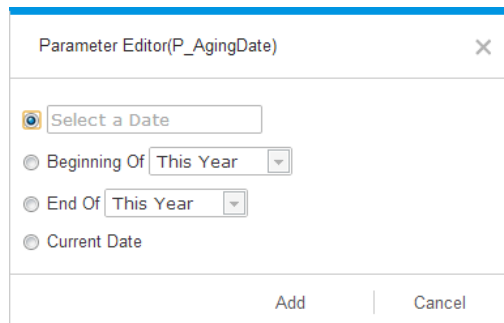 Parameter Editor(P_AgingDate)
Select a Date
Beginning Of This Year
End Of This Year
Current Date
Add Cancel